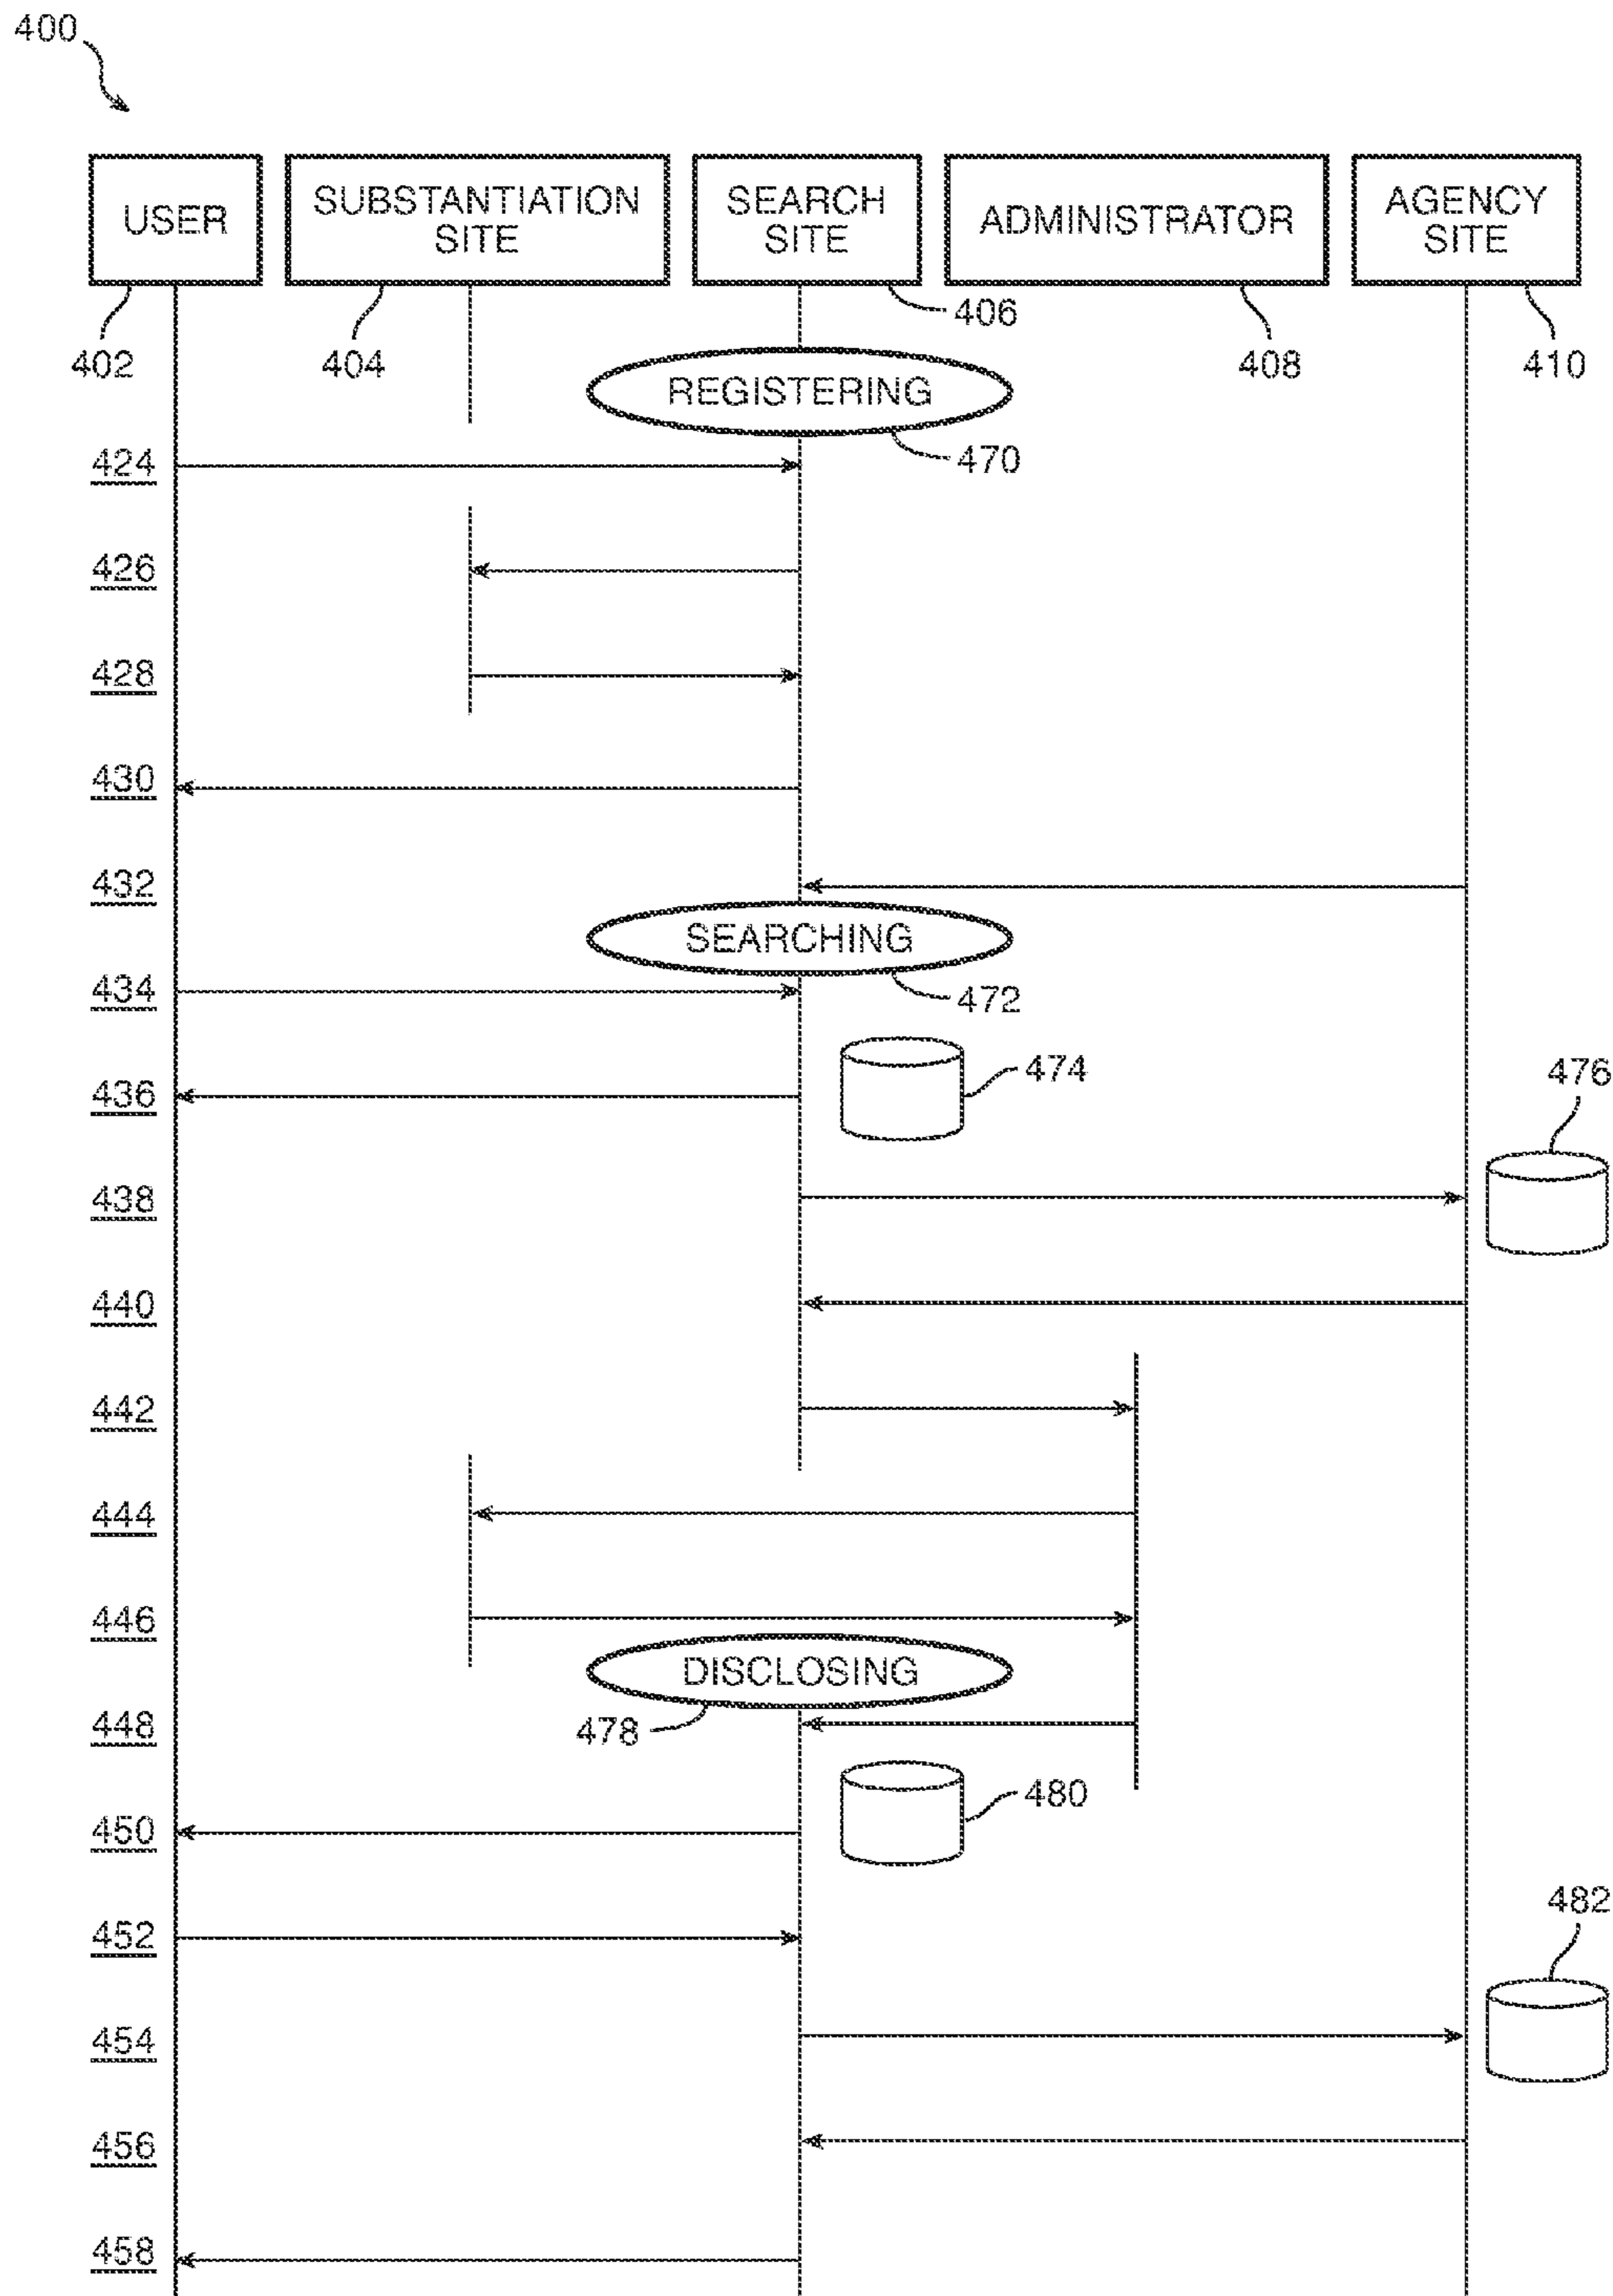 400
USER
SUBSTANTIATION
SITE
SEARCH
SITE
ADMINISTRATOR
AGENCY
SITE
402
404
406
408
410
REGISTERING
470
424
426
428
430
432
SEARCHING
472
434
474
436
476
438
440
442
444
446
DISCLOSING
478
448
480
450
482
452
454
456
458